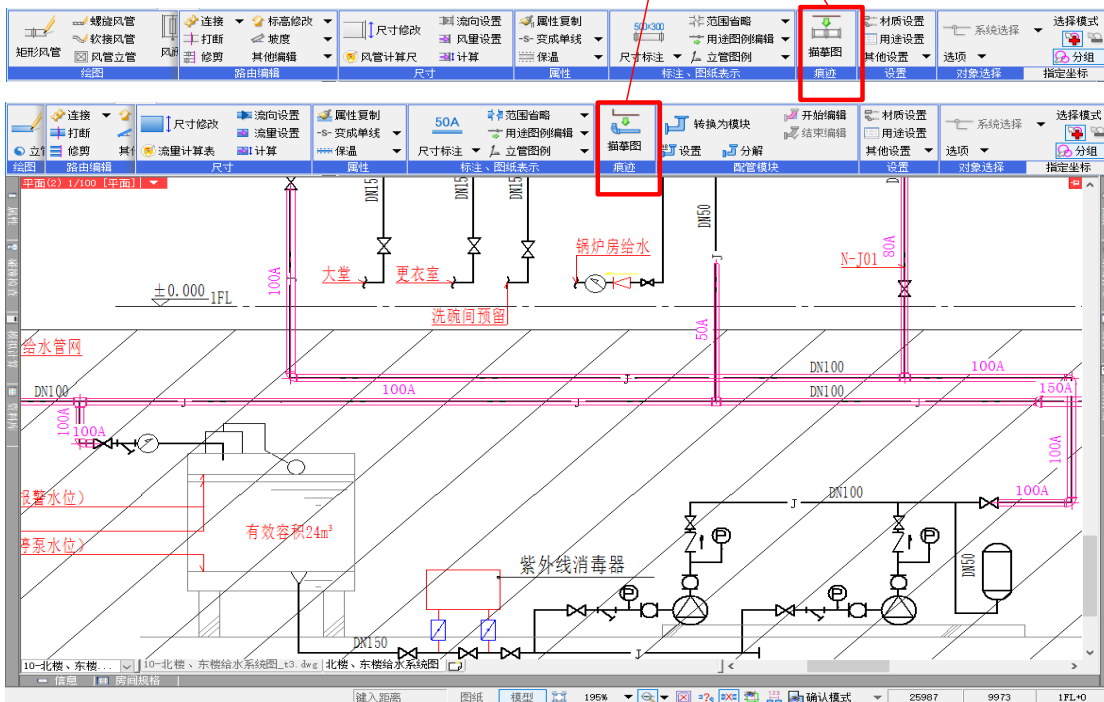 螺旋风管 连接 标高修改 尺寸修改 流向设置 属性复制 500×300 范围省略 材质设置 系统选择 选择模式
矩形风管 软接风管 打断 坡度 风量设置 -S- 变成单线 用途图例编辑 描摹图 用途设置
风管立管 修剪 其他编辑 风管计算尺 计算 保温 尺寸标注 立管图例 其他设置 选项 分组
绘图 路由编辑 尺寸 属性 标注、图纸表示 痕迹 设置 对象选择 指定坐标
连接 尺寸修改 流向设置 属性复制 50A 范围省略 描摹图 转换为模块 开始编辑 材质设置 系统选择 选择模式
打断 流量设置 -S- 变成单线 用途图例编辑 结束编辑 用途设置
修剪 流量计算表 计算 保温 尺寸标注 立管图例 设置 分解 其他设置 选项 分组
绘图 路由编辑 尺寸 属性 标注、图纸表示 痕迹 配管模块 设置 对象选择 指定坐标
平面(2) 1/100 [平面]
DN15
DN15
DN15
DN50
80A
锅炉房给水
N-J01
大堂
更衣室
100A
J
±0.000
1FL
洗碗间预留
50A
给水管网
DN100
100A
DN100
100A
J
DN100
150A
J
J
100A
100A
100A
DN100
J
100A
报警水位)
有效容积24m³
停泵水位)
紫外线消毒器
P
P
DN50
P
P
DN150
J
10-北楼、东楼... 10-北楼、东楼给水系统图_t3.dwg 北楼、东楼给水系统图
信息 房间规格
键入距离 图纸 模型 195% 确认模式 25987 9973 1FL+0